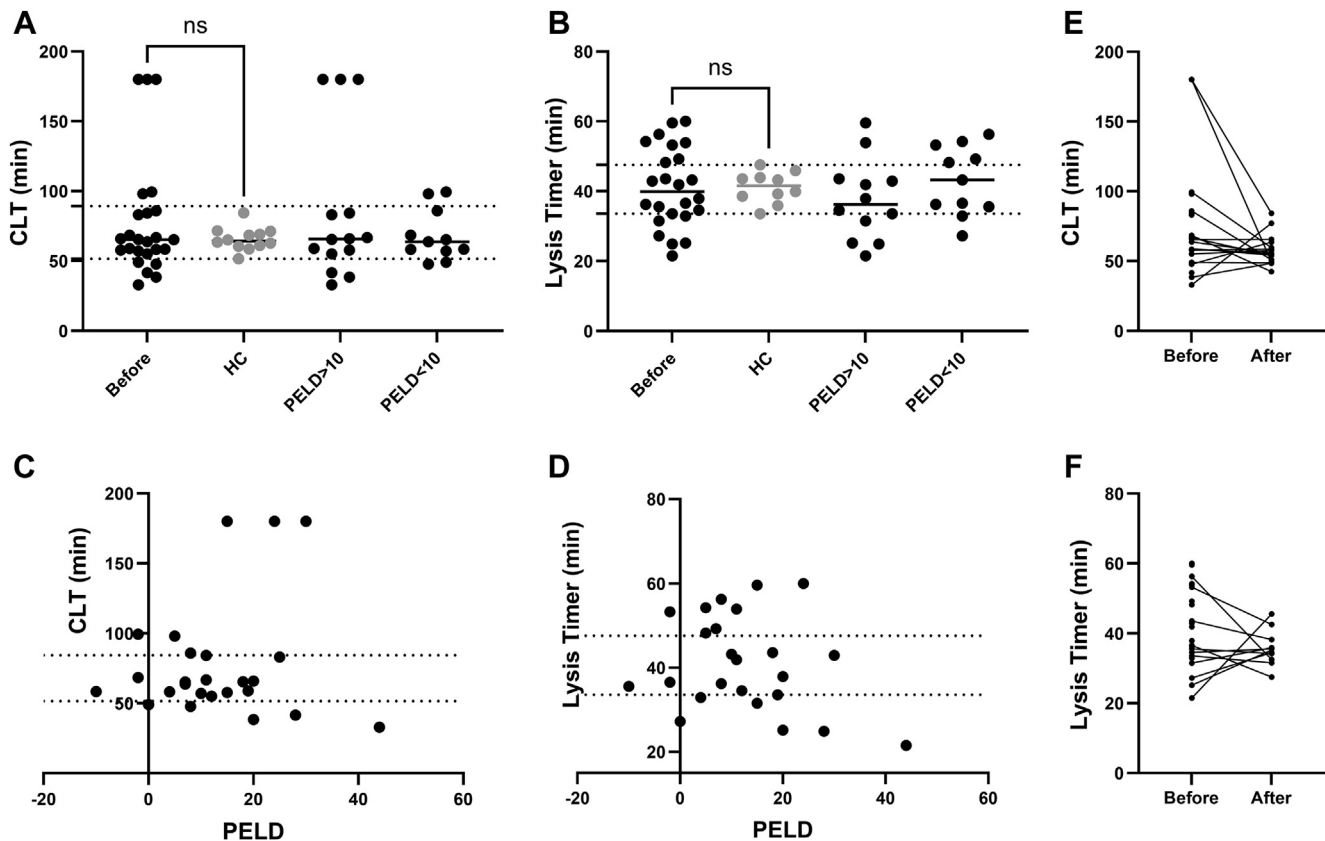 A
ns
CLT (min)
200
150
100
50
0
Before
HC
PELD>10
PELD<10
B
ns
Lysis Timer (min)
80
60
40
20
0
Before
HC
PELD>10
PELD<10
E
CLT (min)
200
150
100
50
0
Before
After
C
CLT (min)
200
150
100
50
-20
0
20
40
60
PELD
D
Lysis Timer (min)
80
60
40
20
-20
0
20
40
60
PELD
F
Lysis Timer (min)
80
60
40
20
0
Before
After